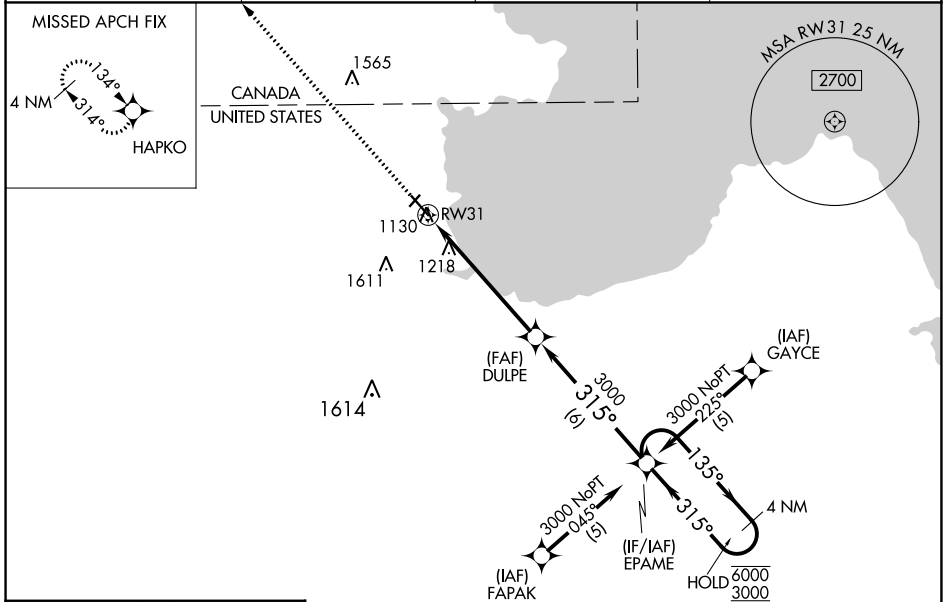 MISSED APCH FIX
134°
4 NM
314°
HAPKO
1565
CANADA
UNITED STATES
MSA RW31 25 NM
2700
RW31
1130
1218
1611
(FAF)
DULPE
(IAF)
GAYCE
1614
3000
315°
(6)
3000 NoPT
225°
(5)
135°
4 NM
315°
3000 NoPT
045°
(5)
(IF/IAF)
EPAME
(IAF)
FAPAK
HOLD
6000
3000